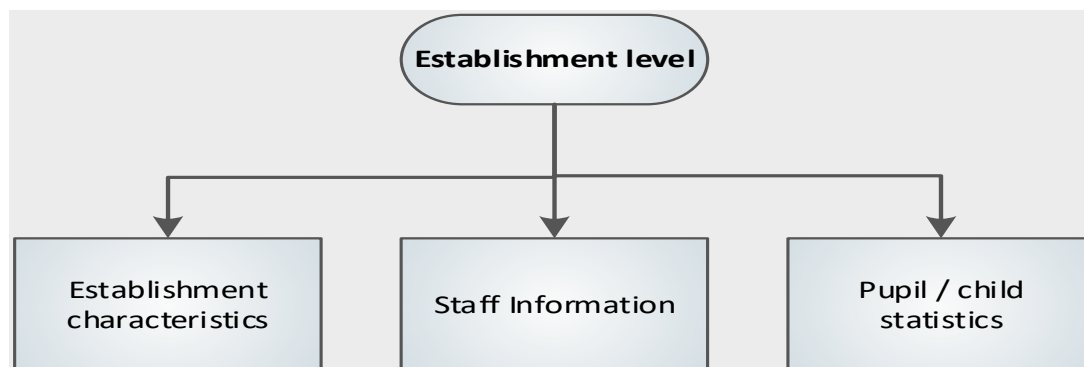 Establishment level
Establishment
characteristics
Staff Information
Pupil / child
statistics